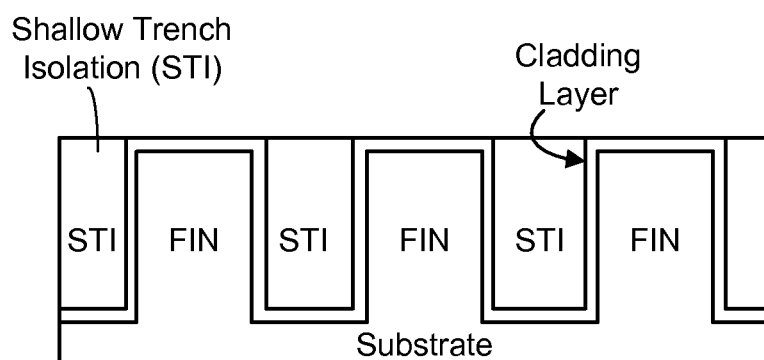 Shallow Trench
Isolation (STI)
Cladding
Layer
STI
FIN
STI
FIN
STI
FIN
Substrate